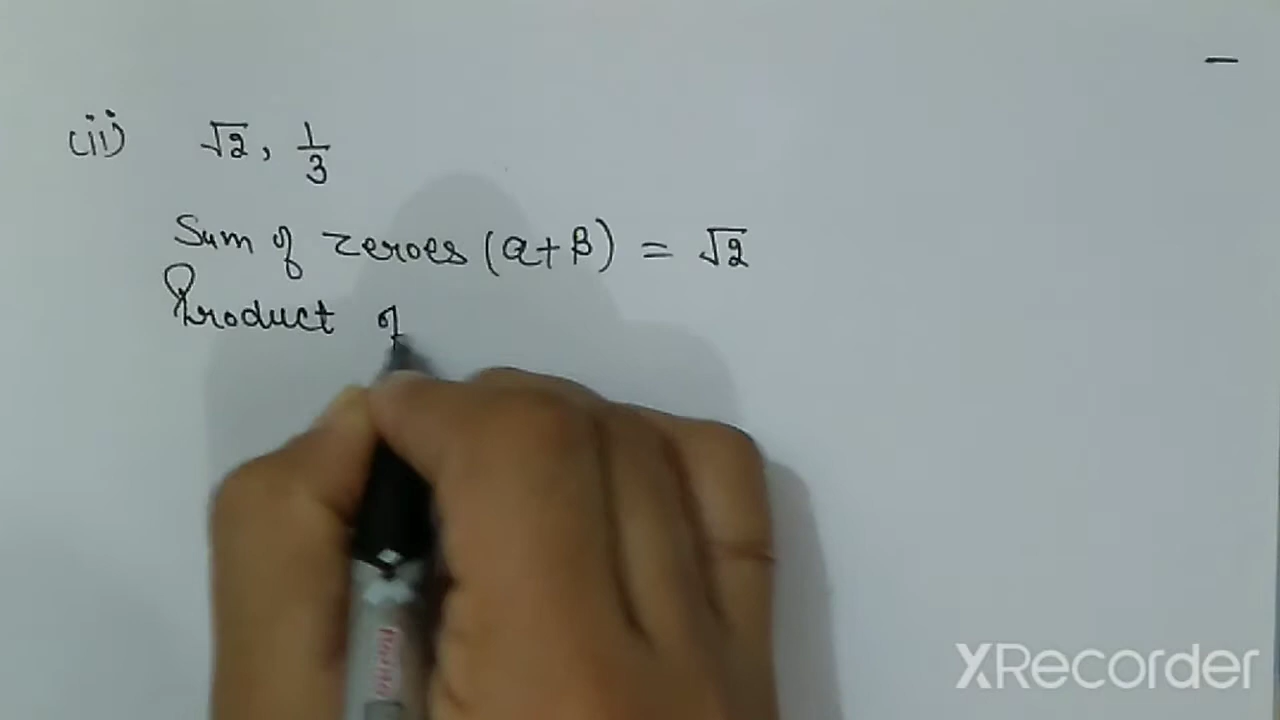 (ii) √2, 1/3
Sum of zeroes (α+β) = √2
Product of
XRecorder